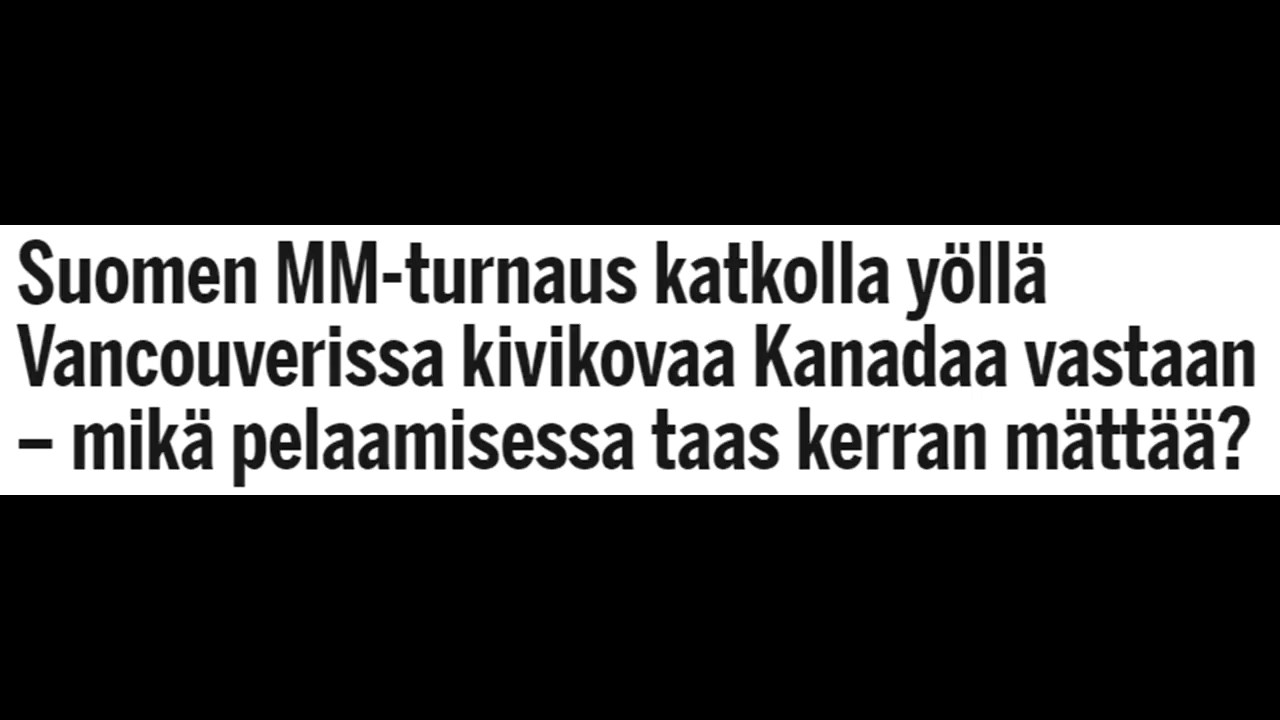 Suomen MM-turnaus katkolla yöllä
Vancouverissa kivikovaa Kanadaa vastaan
– mikä pelaamisessa taas kerran mättää?